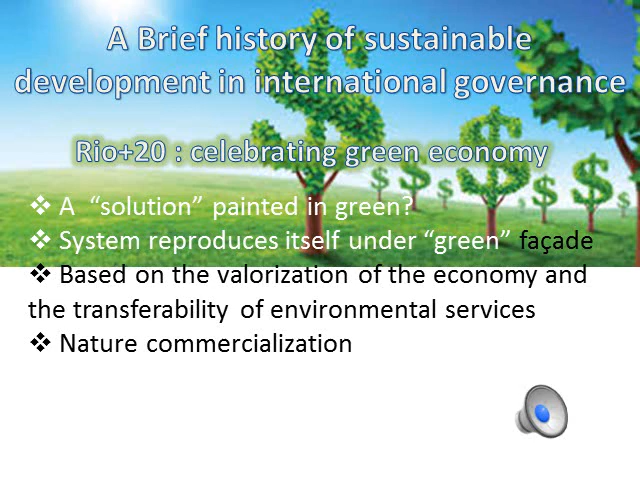 A Brief history of sustainable
development in international governance
Rio+20 : celebrating green economy
❖ A “solution” painted in green?
❖ System reproduces itself under “green” façade
❖ Based on the valorization of the economy and
the transferability of environmental services
❖ Nature commercialization